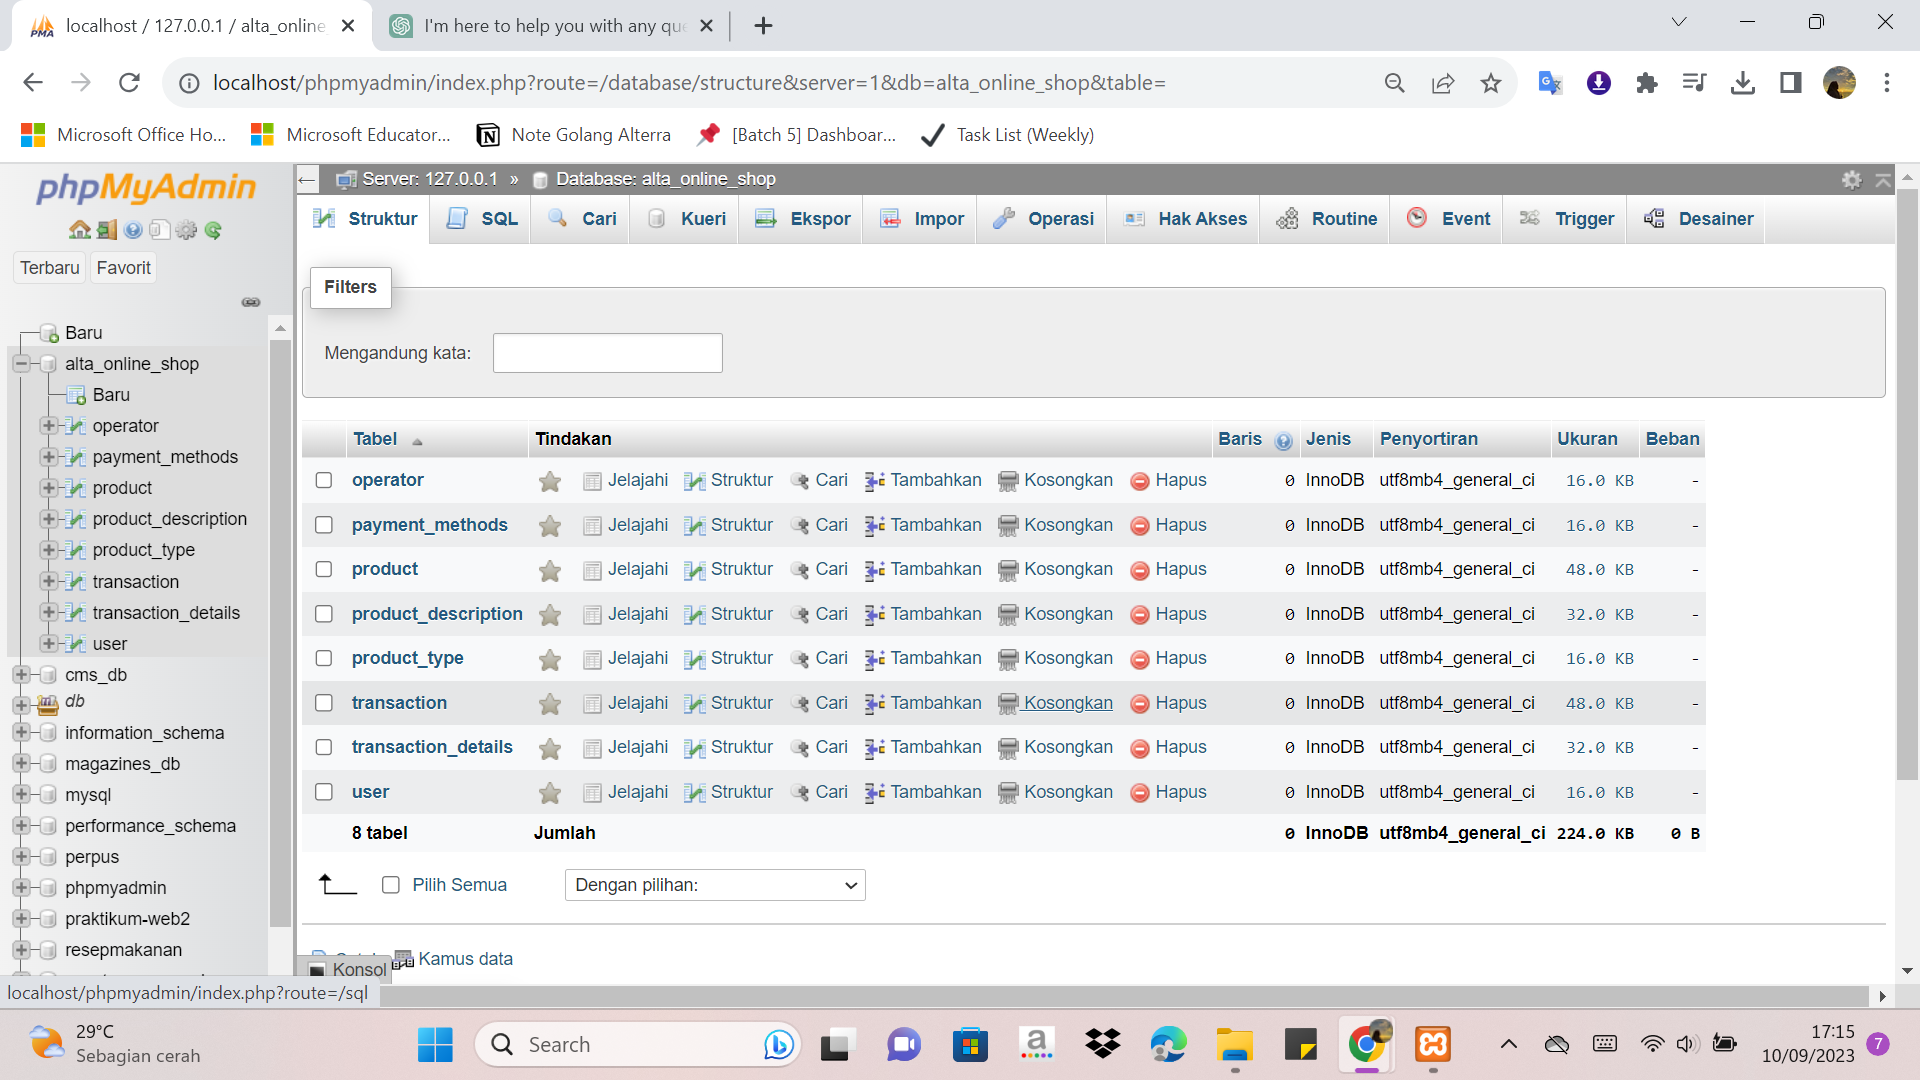 localhost / 127.0.0.1 / alta_online
I'm here to help you with any que
localhost/phpmyadmin/index.php?route=/database/structure&server=1&db=alta_online_shop&table=
Microsoft Office Ho...
Microsoft Educator...
Note Golang Alterra
[Batch 5] Dashboar...
Task List (Weekly)
phpMyAdmin
Terbaru
Favorit
Baru
alta_online_shop
Baru
operator
payment_methods
product
product_description
product_type
transaction
transaction_details
user
cms_db
db
information_schema
magazines_db
mysql
performance_schema
perpus
phpmyadmin
praktikum-web2
resepmakanan
Server: 127.0.0.1 » Database: alta_online_shop
Struktur SQL Cari Kueri Ekspor Impor Operasi Hak Akses Routine Event Trigger Desainer
Filters
Mengandung kata:
Tabel Tindakan Baris Jenis Penyortiran Ukuran Beban
operator Jelajahi Struktur Cari Tambahkan Kosongkan Hapus 0 InnoDB utf8mb4_general_ci 16.0 KB -
payment_methods Jelajahi Struktur Cari Tambahkan Kosongkan Hapus 0 InnoDB utf8mb4_general_ci 16.0 KB -
product Jelajahi Struktur Cari Tambahkan Kosongkan Hapus 0 InnoDB utf8mb4_general_ci 48.0 KB -
product_description Jelajahi Struktur Cari Tambahkan Kosongkan Hapus 0 InnoDB utf8mb4_general_ci 32.0 KB -
product_type Jelajahi Struktur Cari Tambahkan Kosongkan Hapus 0 InnoDB utf8mb4_general_ci 16.0 KB -
transaction Jelajahi Struktur Cari Tambahkan Kosongkan Hapus 0 InnoDB utf8mb4_general_ci 48.0 KB -
transaction_details Jelajahi Struktur Cari Tambahkan Kosongkan Hapus 0 InnoDB utf8mb4_general_ci 32.0 KB -
user Jelajahi Struktur Cari Tambahkan Kosongkan Hapus 0 InnoDB utf8mb4_general_ci 16.0 KB -
8 tabel Jumlah 0 InnoDB utf8mb4_general_ci 224.0 KB 0 B
Pilih Semua
Dengan pilihan:
Kamus data
Konsol
localhost/phpmyadmin/index.php?route=/sql
29°C
Sebagian cerah
Search
17:15
10/09/2023
7